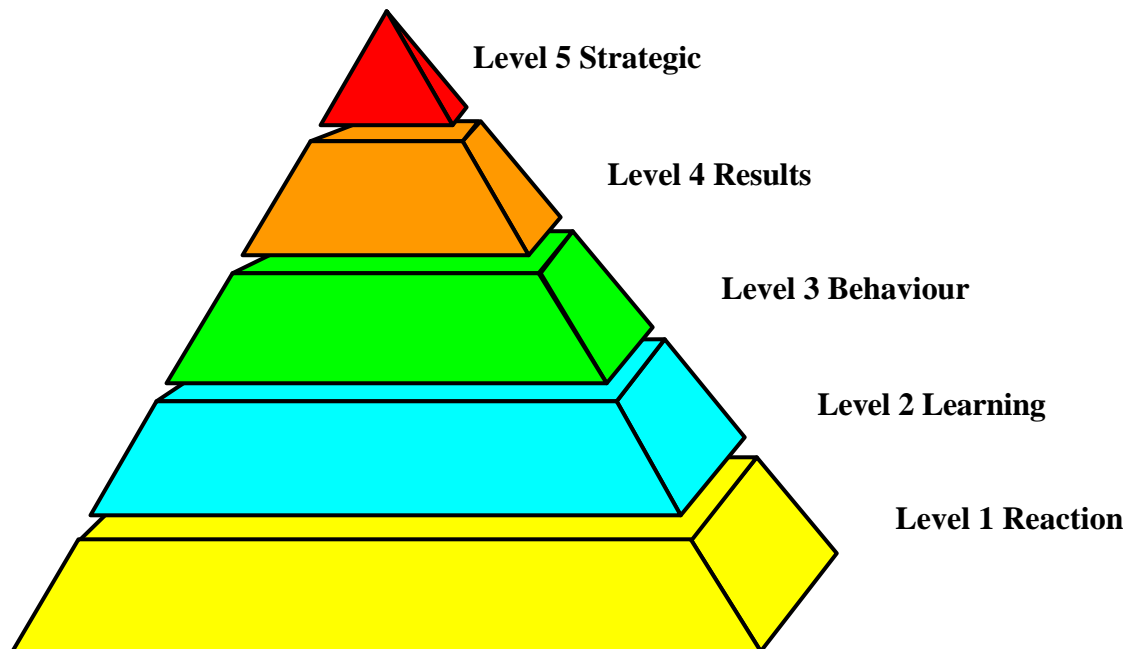 Level 5 Strategic
Level 4 Results
Level 3 Behaviour
Level 2 Learning
Level 1 Reaction